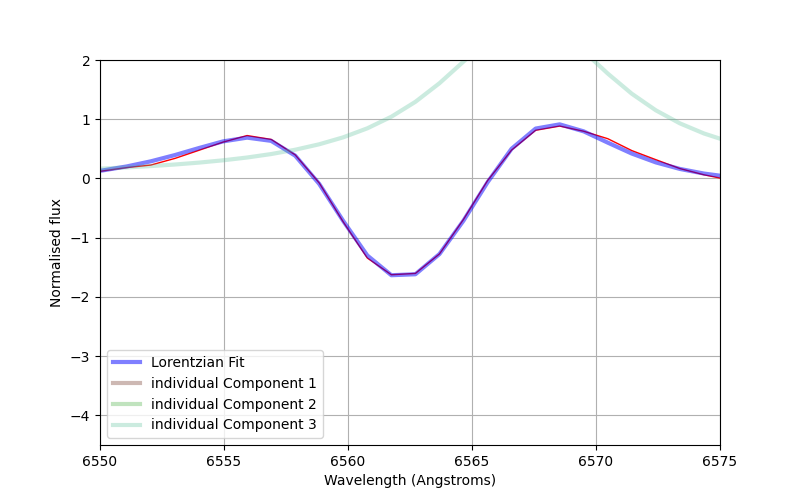 2
1
0
−1
−2
−3
−4
Normalised flux
Lorentzian Fit
individual Component 1
individual Component 2
individual Component 3
6550 6555 6560 6565 6570 6575
Wavelength (Angstroms)